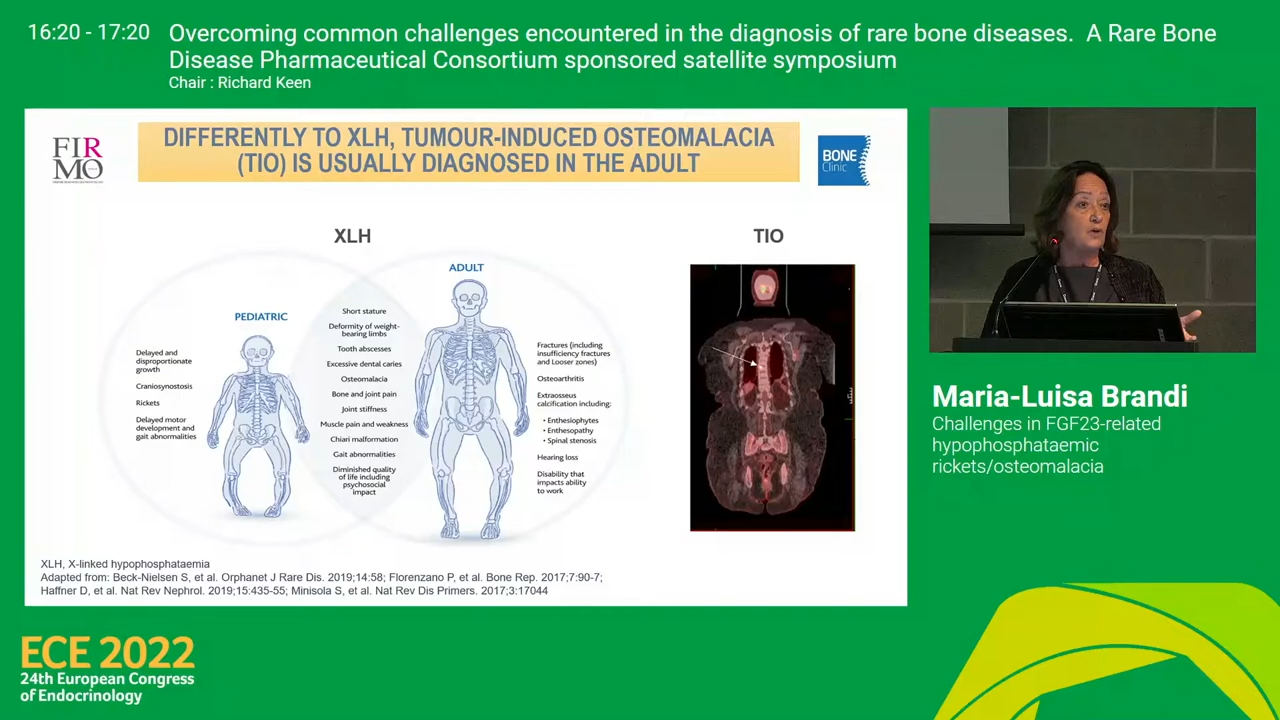 16:20 - 17:20
Overcoming common challenges encountered in the diagnosis of rare bone diseases. A Rare Bone
Disease Pharmaceutical Consortium sponsored satellite symposium
Chair : Richard Keen
FIR
MO
DIFFERENTLY TO XLH, TUMOUR-INDUCED OSTEOMALACIA
(TIO) IS USUALLY DIAGNOSED IN THE ADULT
BONE
Clinic
XLH
TIO
PEDIATRIC
ADULT
Delayed and
disproportionate
growth
Craniosynostosis
Rickets
Delayed motor
development and
gait abnormalities
Short stature
Deformity of weight-
bearing limbs
Tooth abscesses
Excessive dental caries
Osteomalacia
Bone and joint pain
Joint stiffness
Muscle pain and weakness
Chiari malformation
Gait abnormalities
Diminished quality
of life including
psychosocial
impact
Fractures (including
insufficiency fractures
and Looser zones)
Osteoarthritis
Extraosseus
calcification including:
• Enthesiophytes
• Enthesopathy
• Spinal stenosis
Hearing loss
Disability that
impacts ability
to work
XLH, X-linked hypophosphataemia
Adapted from: Beck-Nielsen S, et al. Orphanet J Rare Dis. 2019;14:58; Florenzano P, et al. Bone Rep. 2017;7:90-7;
Haffner D, et al. Nat Rev Nephrol. 2019;15:435-55; Minisola S, et al. Nat Rev Dis Primers. 2017;3:17044
Maria-Luisa Brandi
Challenges in FGF23-related
hypophosphataemic
rickets/osteomalacia
ECE 2022
24th European Congress
of Endocrinology